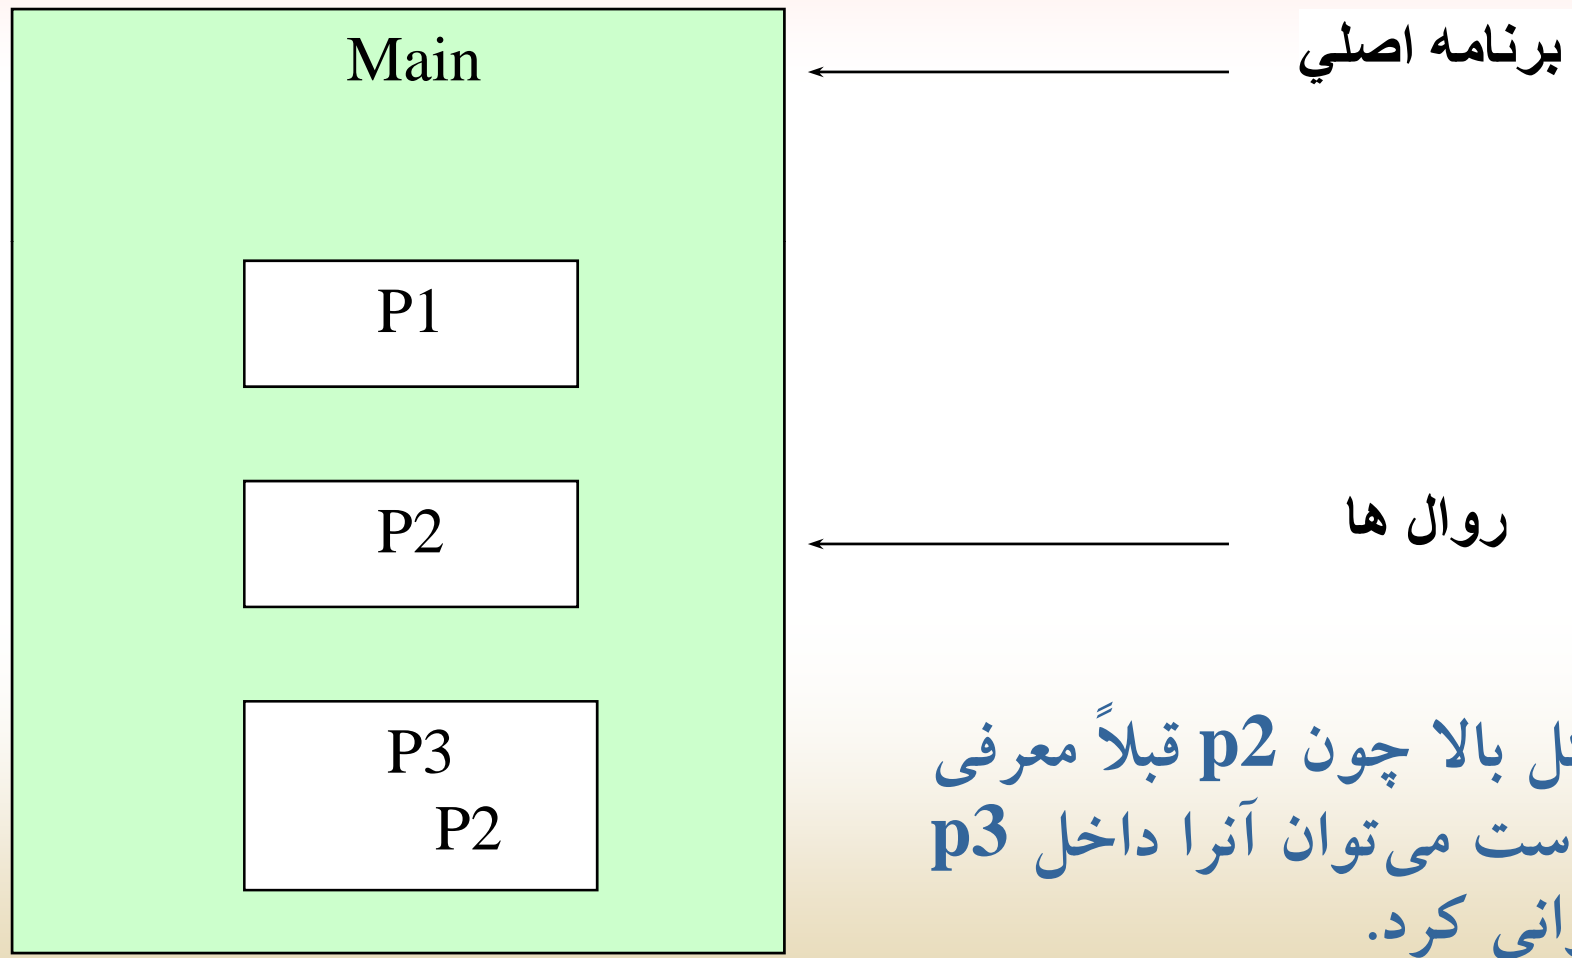 Main
برنامه اصلي
P1
P2
روال ها
P3
P2
بالا چون p2 قبلاً معرفی
می‌توان آنرا داخل p3
کرد.